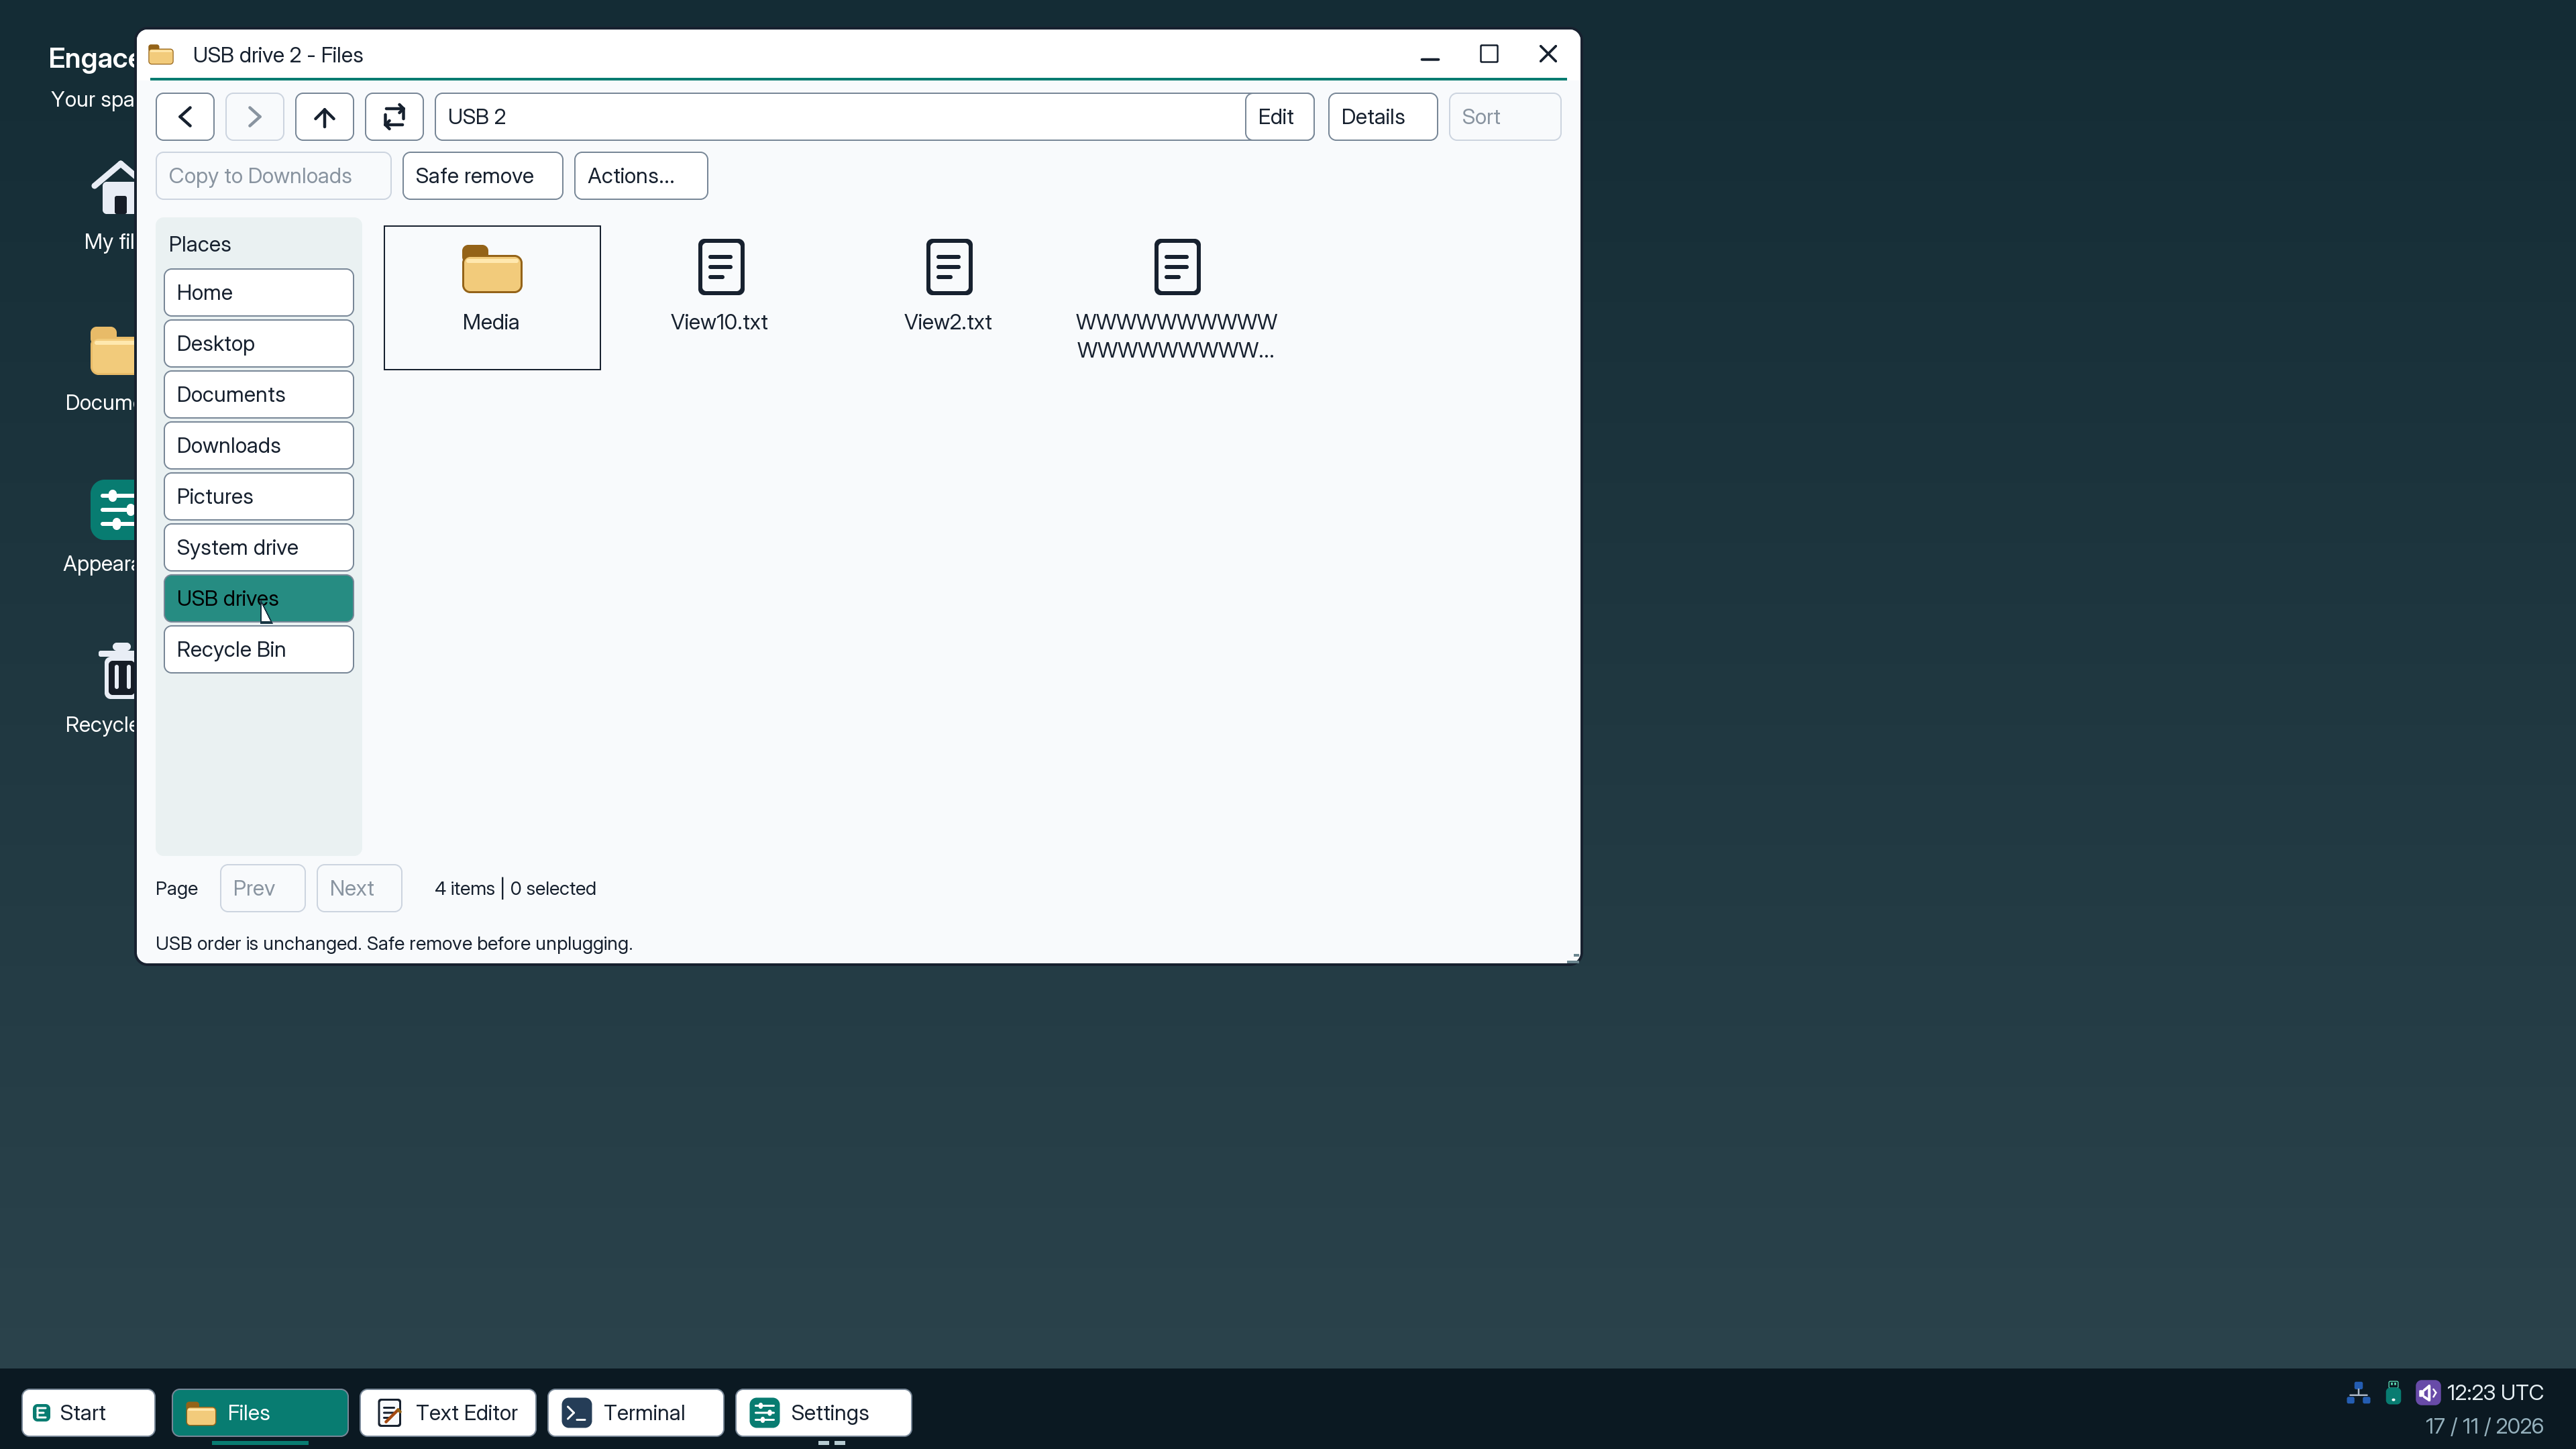 Engace
Your spa
My fil
Docum
Appear
Recycle
USB drive 2 - Files
USB 2
Edit
Details
Sort
Copy to Downloads
Safe remove
Actions...
Places
Home
Desktop
Documents
Downloads
Pictures
System drive
USB drives
Recycle Bin
Media
View10.txt
View2.txt
WWWWWWWWWW
WWWWWWWWW...
Page
Prev
Next
4 items | 0 selected
USB order is unchanged. Safe remove before unplugging.
E Start
Files
Text Editor
Terminal
Settings
12:23 UTC
17 / 11 / 2026